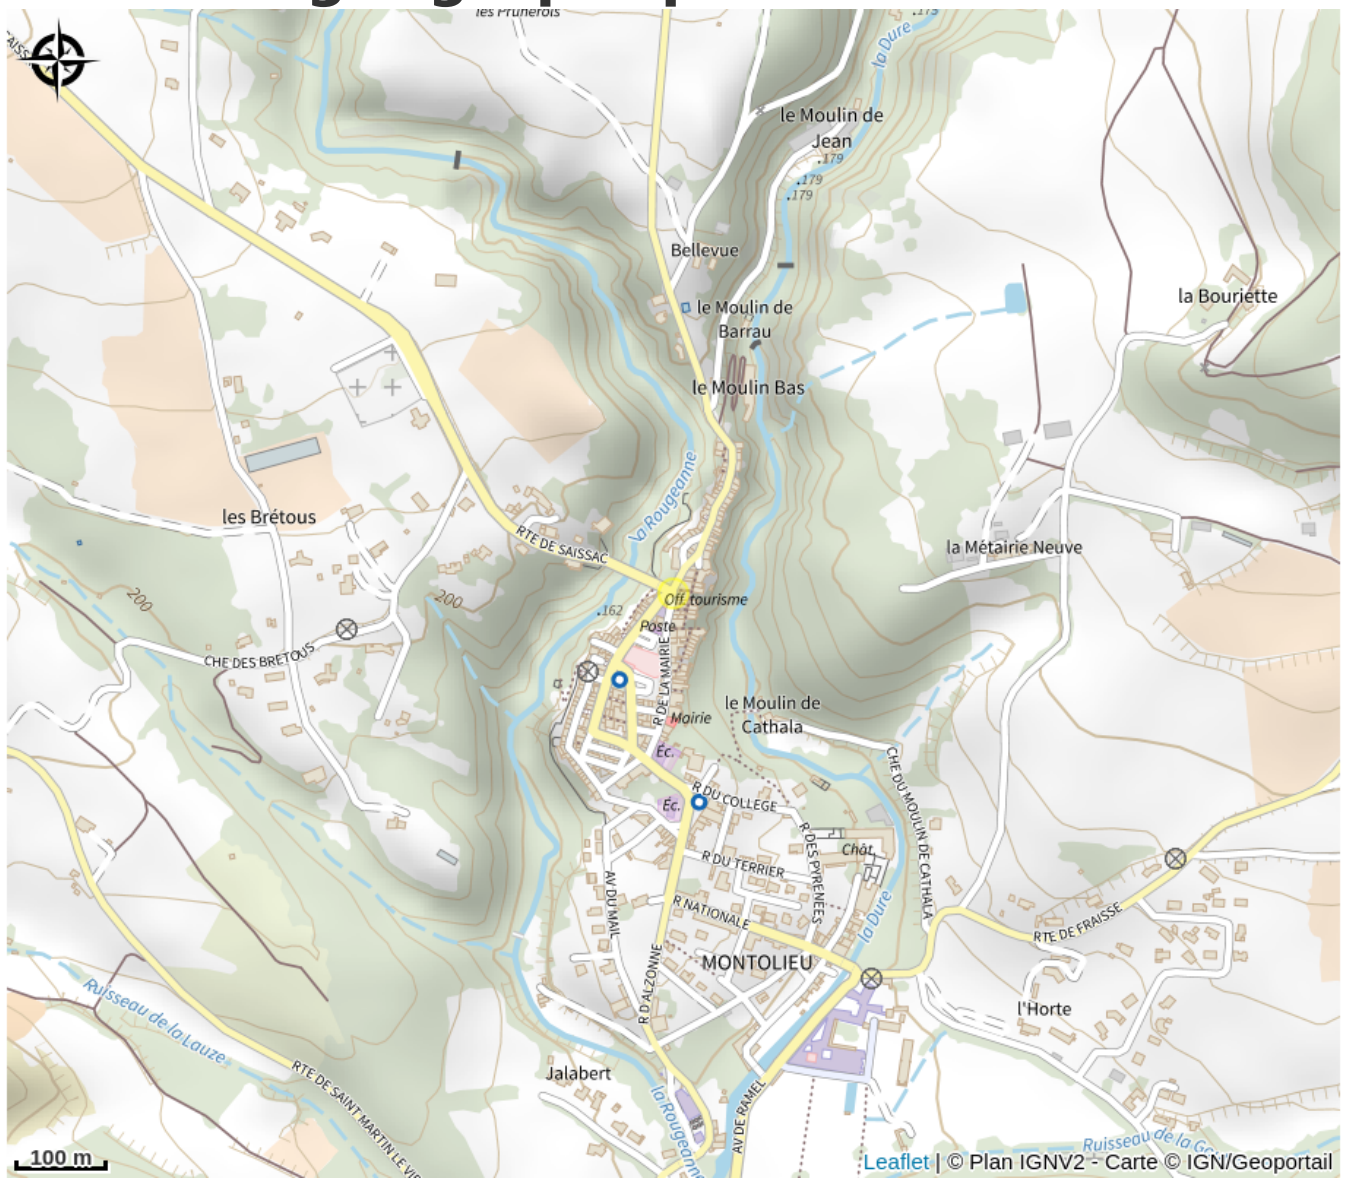 les Prunerois
.175
la Dure
le Moulin de
Jean
.179
.179
.179
Bellevue
la Bouriette
le Moulin de
Barrau
le Moulin Bas
la Rougeanne
les Brétous
RTE DE SAISSAC
la Métairie Neuve
200
200
.162
Off. tourisme
Poste
CHE DES BRETOUS
R DE LA MAIRIE
le Moulin de
Cathala
Mairie
Éc.
CHE DU MOULIN DE CATHALA
R DU COLLEGE
Éc.
R DES PYRENEES
Chât.
R DU TERRIER
AV DU MAIL
R NATIONALE
la Dure
RTE DE FRAISSE
MONTOLIEU
R D'ALZONNE
l'Horte
Ruisseau de la Lauze
Jalabert
RTE DE SAINT MARTIN LE
la Rougeanne
AV DE RAMEL
Ruisseau de la
100 m
Leaflet | © Plan IGNV2 - Carte © IGN/Geoportail